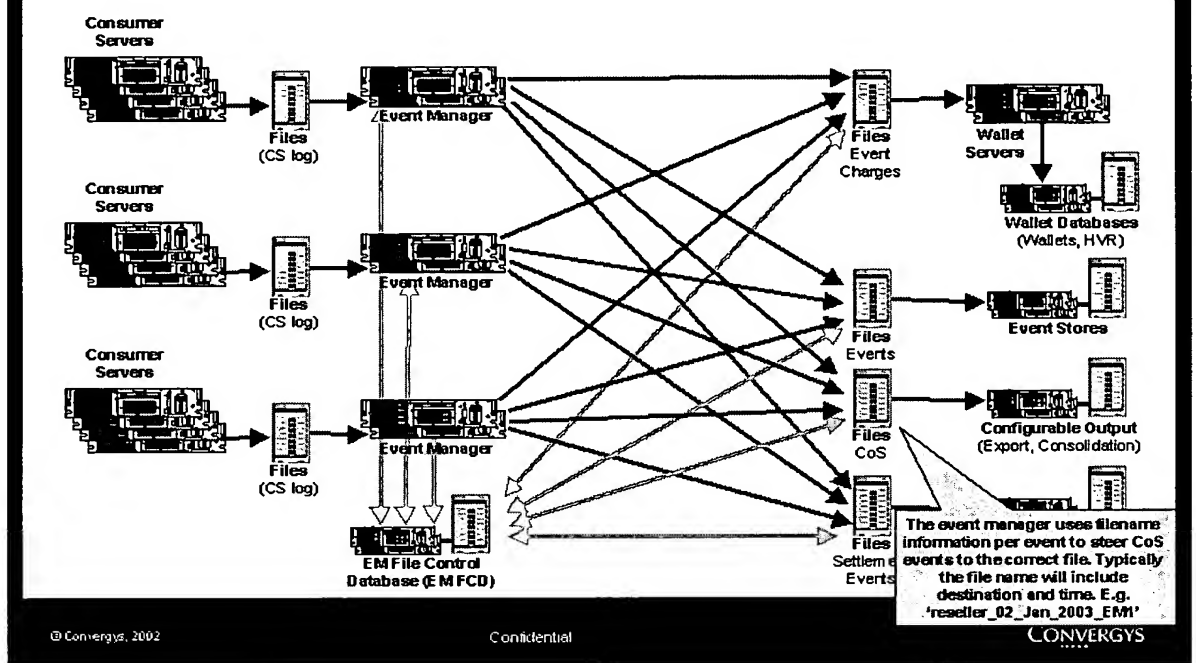 Consumer
Servers
Files
(CS log)
Event Manager
Files
Event
Charges
Wallet
Servers
Wallet Databases
(Wallets, HVR)
Consumer
Servers
Files
(CS log)
Event Manager
Files
Events
Event Stores
Consumer
Servers
Files
(CS log)
Event Manager
Files
CoS
Configurable Output
(Export, Consolidation)
EM File Control
Database (EM FCD)
Files
Settleme
Events
The event manager uses filename
information per event to steer CoS
events to the correct file. Typically
the file name will include
destination and time. E.g.
'reseller_02_Jan_2003_EM1'
© Convergys, 2002
Confidential
CONVERGYS